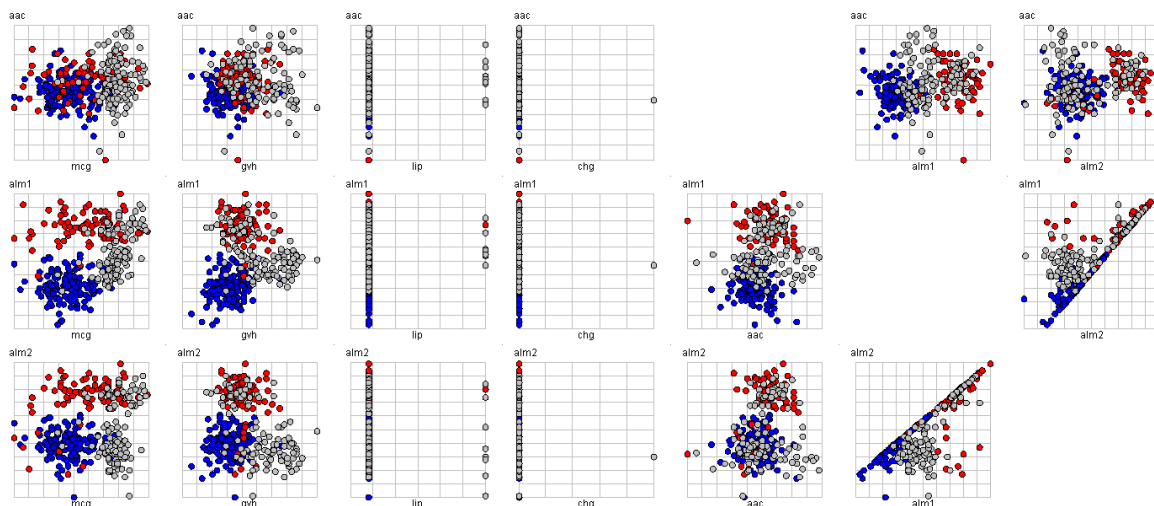 aac aac aac aac aac aac
mcg gvh lip chg alm1 alm2
alm1 alm1 alm1 alm1 alm1 alm1
mcg gvh lip chg aac alm2
alm2 alm2 alm2 alm2 alm2 alm2
mcg gvh lip chg aac alm1